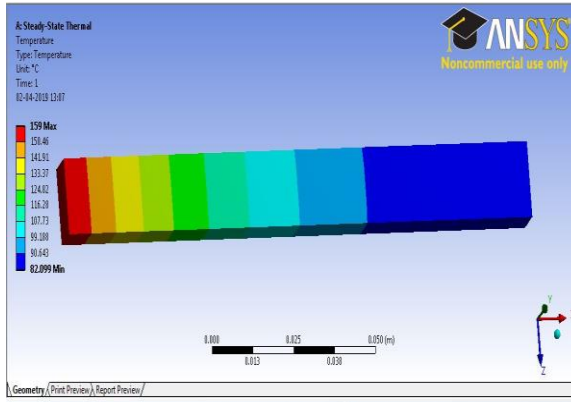 A: Steady-State Thermal
Temperature
Type: Temperature
Unit: °C
Time: 1
02-04-2019 13:07
ANSYS
Noncommercial use only
159 Max
150.46
141.91
133.37
124.82
116.28
107.73
99.188
90.643
82.099 Min
0.000 0.025 0.050 (m)
0.013 0.038
Y
X
Z
Geometry Print Preview Report Preview